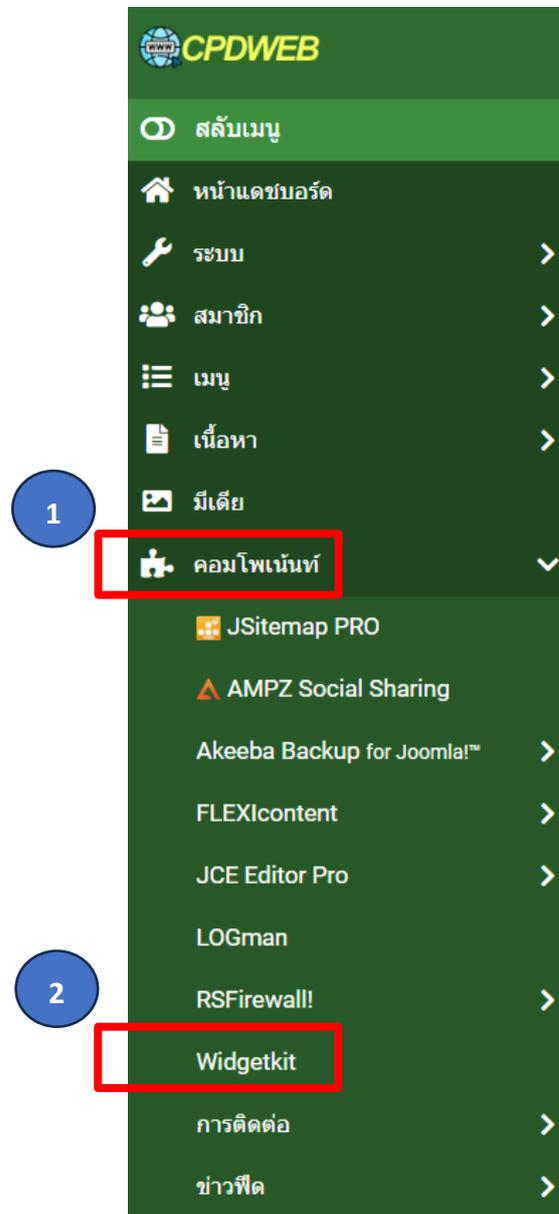 WWW CPDWEB
สลับเมนู
หน้าแดชบอร์ด
ระบบ
สมาชิก
เมนู
เนื้อหา
1
มีเดีย
คอมโพเน้นท์
JSitemap PRO
AMPZ Social Sharing
Akeeba Backup for Joomla!™
FLEXIcontent
JCE Editor Pro
LOGman
2
RSFirewall!
Widgetkit
การติดต่อ
ข่าวฟีด